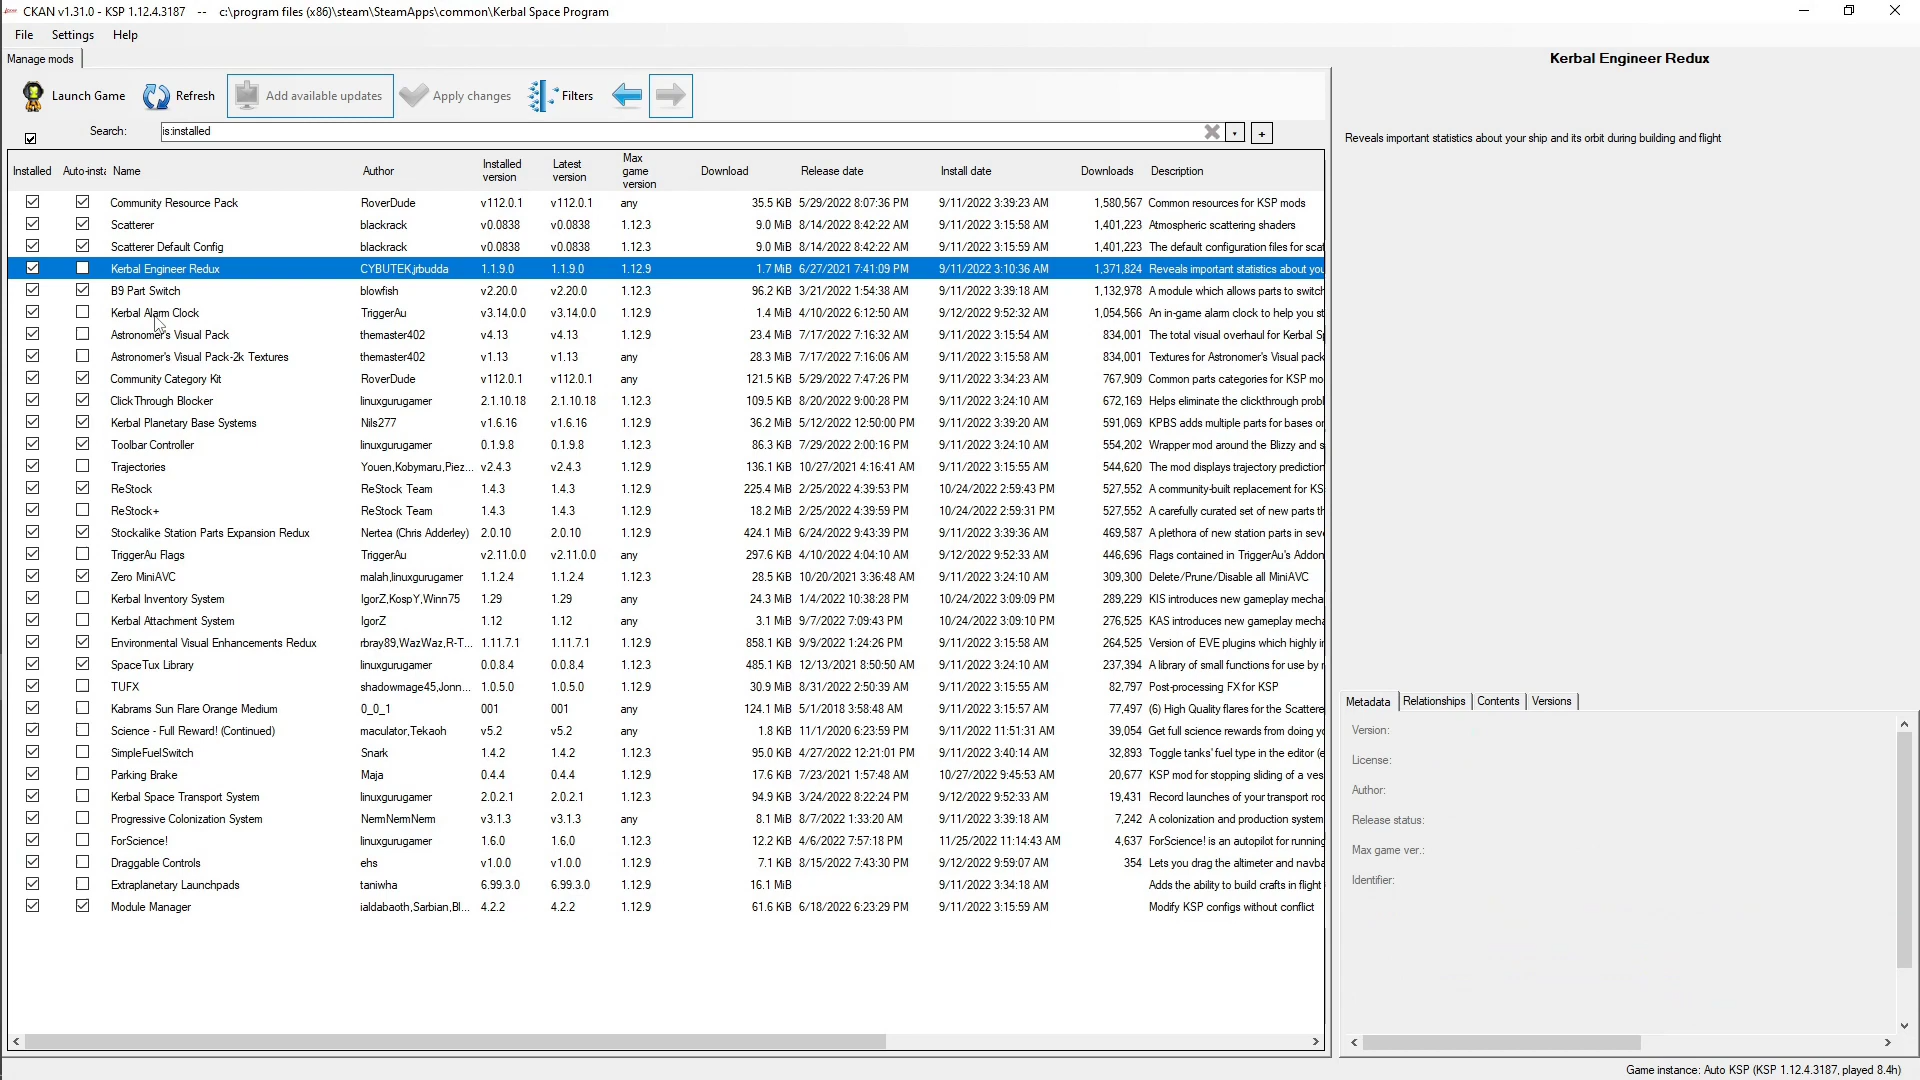 CKAN v1.31.0 - KSP 1.12.4.3187 -- c:\program files (x86)\steam\SteamApps\common\Kerbal Space Program
File Settings Help
Manage mods
Kerbal Engineer Redux
Launch Game Refresh Add available updates Apply changes Filters
Search: is:installed
Reveals important statistics about your ship and its orbit during building and flight
Installed Auto-insta Name Author Installed version Latest version Max game version Download Release date Install date Downloads Description
Community Resource Pack RoverDude v112.0.1 v112.0.1 any 35.5 KiB 5/29/2022 8:07:36 PM 9/11/2022 3:39:23 AM 1,580,567 Common resources for KSP mods
Scatterer blackrack v0.0838 v0.0838 1.12.3 9.0 MiB 8/14/2022 8:42:22 AM 9/11/2022 3:15:58 AM 1,401,223 Atmospheric scattering shaders
Scatterer Default Config blackrack v0.0838 v0.0838 1.12.3 9.0 MiB 8/14/2022 8:42:22 AM 9/11/2022 3:15:59 AM 1,401,223 The default configuration files for scat
Kerbal Engineer Redux CYBUTEK,jrbudda 1.1.9.0 1.1.9.0 1.12.9 1.7 MiB 6/27/2021 7:41:09 PM 9/11/2022 3:10:36 AM 1,371,824 Reveals important statistics about you
B9 Part Switch blowfish v2.20.0 v2.20.0 1.12.3 96.2 KiB 3/21/2022 1:54:38 AM 9/11/2022 3:39:18 AM 1,132,978 A module which allows parts to switch
Kerbal Alarm Clock TriggerAu v3.14.0.0 v3.14.0.0 1.12.9 1.4 MiB 4/10/2022 6:12:50 AM 9/12/2022 9:52:32 AM 1,054,566 An in-game alarm clock to help you st
Astronomer's Visual Pack themaster402 v4.13 v4.13 1.12.9 23.4 MiB 7/17/2022 7:16:32 AM 9/11/2022 3:15:54 AM 834,001 The total visual overhaul for Kerbal S
Astronomer's Visual Pack-2k Textures themaster402 v1.13 v1.13 any 28.3 MiB 7/17/2022 7:16:06 AM 9/11/2022 3:15:58 AM 834,001 Textures for Astronomer's Visual pack
Community Category Kit RoverDude v112.0.1 v112.0.1 any 121.5 KiB 5/29/2022 7:47:26 PM 9/11/2022 3:34:23 AM 767,909 Common parts categories for KSP mo
Click Through Blocker linuxgurugamer 2.1.10.18 2.1.10.18 1.12.3 109.5 KiB 8/20/2022 9:00:28 PM 9/11/2022 3:24:10 AM 672,169 Helps eliminate the clickthrough probl
Kerbal Planetary Base Systems Nils277 v1.6.16 v1.6.16 1.12.9 36.2 MiB 5/12/2022 12:50:00 PM 9/11/2022 3:39:20 AM 591,069 KPBS adds multiple parts for bases or
Toolbar Controller linuxgurugamer 0.1.9.8 0.1.9.8 1.12.3 86.3 KiB 7/29/2022 2:00:16 PM 9/11/2022 3:24:10 AM 554,202 Wrapper mod around the Blizzy and s
Trajectories Youen,Kobymaru,Piez... v2.4.3 v2.4.3 1.12.9 136.1 KiB 10/27/2021 4:16:41 AM 9/11/2022 3:15:55 AM 544,620 The mod displays trajectory prediction
ReStock ReStock Team 1.4.3 1.4.3 1.12.9 225.4 MiB 2/25/2022 4:39:53 PM 10/24/2022 2:59:43 PM 527,552 A community-built replacement for KS
ReStock+ ReStock Team 1.4.3 1.4.3 1.12.9 18.2 MiB 2/25/2022 4:39:59 PM 10/24/2022 2:59:31 PM 527,552 A carefully curated set of new parts th
Stockalike Station Parts Expansion Redux Nertea (Chris Adderley) 2.0.10 2.0.10 1.12.9 424.1 MiB 6/24/2022 9:43:39 PM 9/11/2022 3:39:36 AM 469,587 A plethora of new station parts in seve
TriggerAu Flags TriggerAu v2.11.0.0 v2.11.0.0 any 297.6 KiB 4/10/2022 4:04:10 AM 9/12/2022 9:52:33 AM 446,696 Flags contained in TriggerAu's Addon
Zero MiniAVC malah,linuxgurugamer 1.1.2.4 1.1.2.4 1.12.3 28.5 KiB 10/20/2021 3:36:48 AM 9/11/2022 3:24:10 AM 309,300 Delete/Prune/Disable all MiniAVC
Kerbal Inventory System IgorZ,KospY,Winn75 1.29 1.29 any 24.3 MiB 1/4/2022 10:38:28 PM 10/24/2022 3:09:09 PM 289,229 KIS introduces new gameplay mecha
Kerbal Attachment System IgorZ 1.12 1.12 any 3.1 MiB 9/7/2022 7:09:43 PM 10/24/2022 3:09:10 PM 276,525 KAS introduces new gameplay mech
Environmental Visual Enhancements Redux rbray89,WazWaz,R-T... 1.11.7.1 1.11.7.1 1.12.9 858.1 KiB 9/9/2022 1:24:26 PM 9/11/2022 3:15:58 AM 264,525 Version of EVE plugins which highly i
SpaceTux Library linuxgurugamer 0.0.8.4 0.0.8.4 1.12.3 485.1 KiB 12/13/2021 8:50:50 AM 9/11/2022 3:24:10 AM 237,394 A library of small functions for use by
TUFX shadowmage45,Jonn... 1.0.5.0 1.0.5.0 1.12.9 30.9 MiB 8/31/2022 2:50:39 AM 9/11/2022 3:15:55 AM 82,797 Post-processing FX for KSP
Kabrams Sun Flare Orange Medium 0_0_1 001 001 any 124.1 MiB 5/1/2018 3:58:48 AM 9/11/2022 3:15:57 AM 77,497 (6) High Quality flares for the Scattere
Science - Full Reward! (Continued) maculator,Tekaoh v5.2 v5.2 any 1.8 KiB 11/1/2020 6:23:59 PM 9/11/2022 11:51:31 AM 39,054 Get full science rewards from doing yo
SimpleFuelSwitch Snark 1.4.2 1.4.2 1.12.3 95.0 KiB 4/27/2022 12:21:01 PM 9/11/2022 3:40:14 AM 32,893 Toggle tanks' fuel type in the editor (e
Parking Brake Maja 0.4.4 0.4.4 1.12.9 17.6 KiB 7/23/2021 1:57:48 AM 10/27/2022 9:45:53 AM 20,677 KSP mod for stopping sliding of a ves
Kerbal Space Transport System linuxgurugamer 2.0.2.1 2.0.2.1 1.12.3 94.9 KiB 3/24/2022 8:22:24 PM 9/12/2022 9:52:33 AM 19,431 Record launches of your transport roc
Progressive Colonization System NermNermNerm v3.1.3 v3.1.3 any 8.1 MiB 8/7/2022 1:33:20 AM 9/11/2022 3:39:18 AM 7,242 A colonization and production system
ForScience! linuxgurugamer 1.6.0 1.6.0 1.12.3 12.2 KiB 4/6/2022 7:57:18 PM 11/25/2022 11:14:43 AM 4,637 ForScience! is an autopilot for running
Draggable Controls ehs v1.0.0 v1.0.0 1.12.9 7.1 KiB 8/15/2022 7:43:30 PM 9/12/2022 9:59:07 AM 354 Lets you drag the altimeter and navba
Extraplanetary Launchpads taniwha 6.99.3.0 6.99.3.0 1.12.9 16.1 MiB 9/11/2022 3:34:18 AM Adds the ability to build crafts in flight
Module Manager ialdabaoth,Sarbian,Bl... 4.2.2 4.2.2 1.12.9 61.6 KiB 6/18/2022 6:23:29 PM 9/11/2022 3:15:59 AM Modify KSP configs without conflict
Metadata Relationships Contents Versions
Version:
License:
Author:
Release status:
Max game ver.:
Identifier:
Game instance: Auto KSP (KSP 1.12.4.3187, played 8.4h)